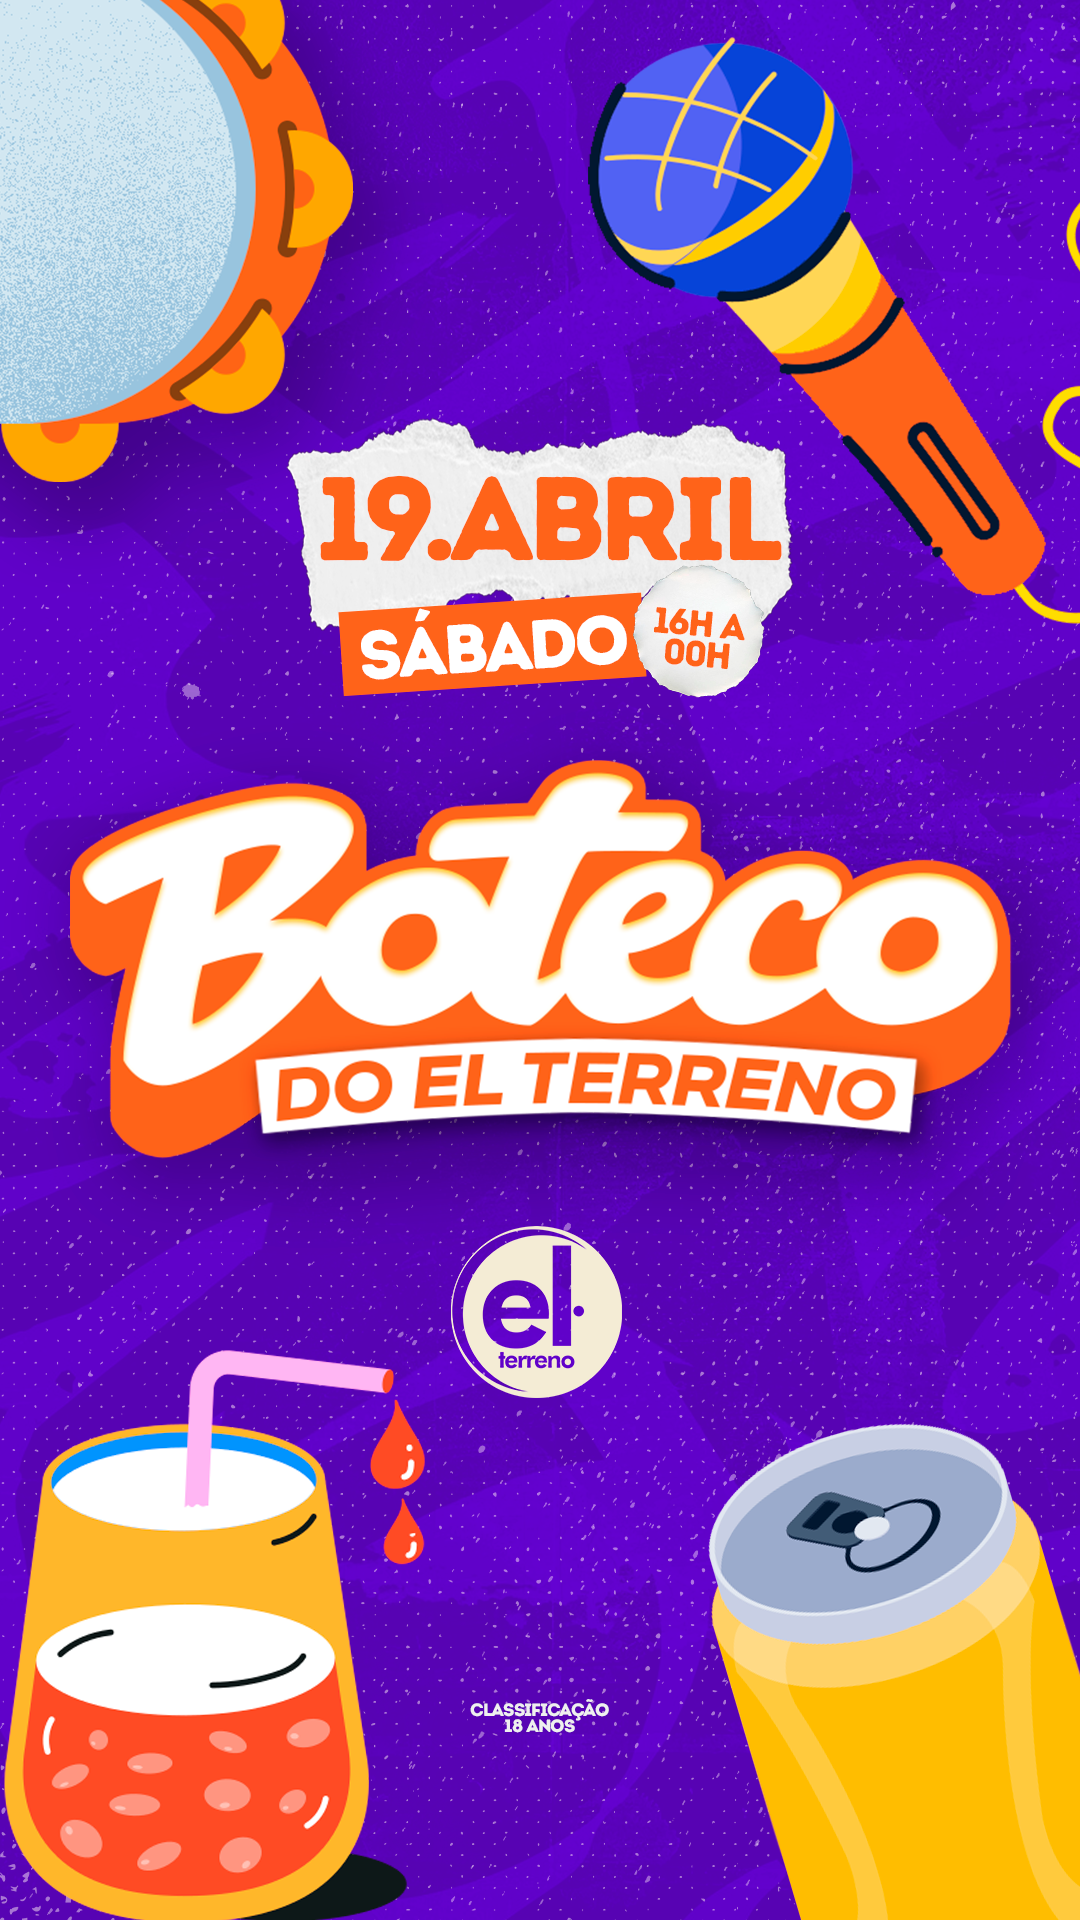 19.ABRIL
SÁBADO
16H A
00H
Boteco
DO EL TERRENO
el.
terreno
CLASSIFICAÇÃO
18 ANOS